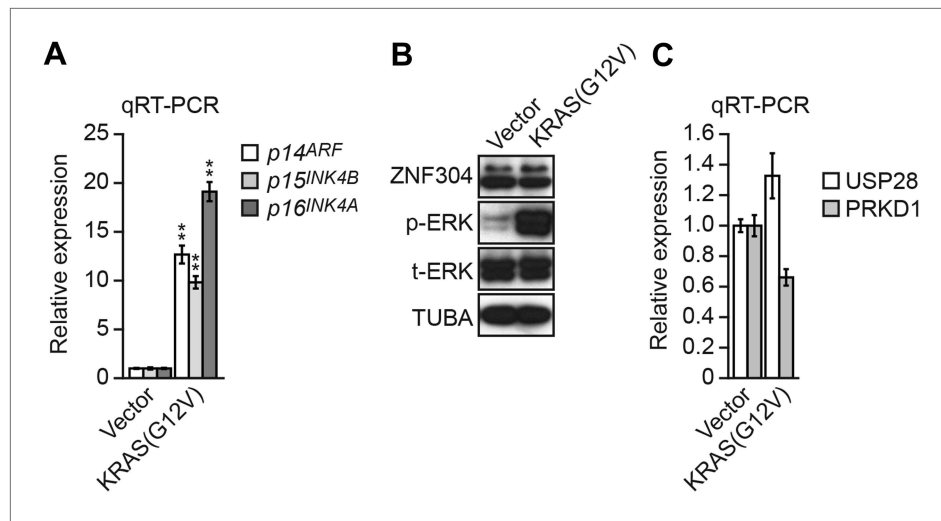 A
qRT-PCR
Relative expression
25
20
15
10
5
0
**
**
**
Vector
KRAS(G12V)
p14ARF
p15INK4B
p16INK4A
B
Vector
KRAS(G12V)
ZNF304
p-ERK
t-ERK
TUBA
C
qRT-PCR
Relative expression
1.6
1.4
1.2
1.0
0.8
0.6
0.4
0.2
0
Vector
KRAS(G12V)
USP28
PRKD1